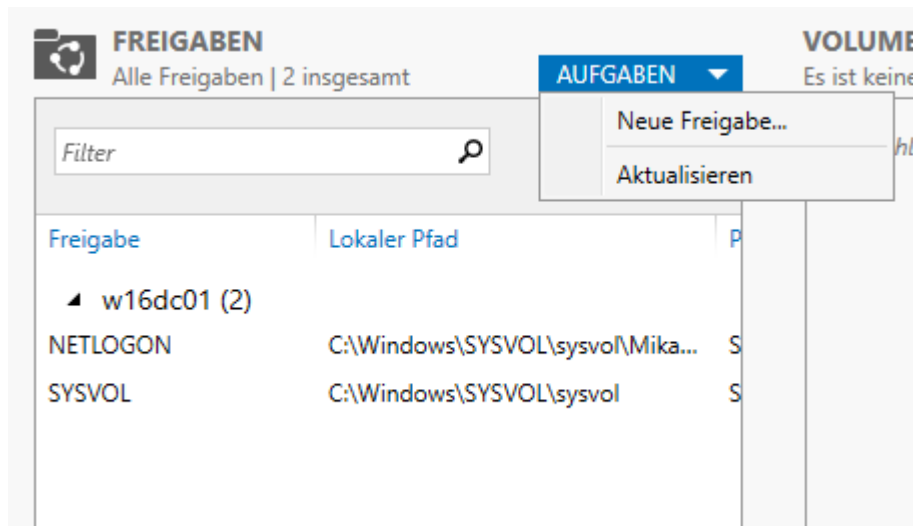 FREIGABEN
Alle Freigaben | 2 insgesamt
AUFGABEN
Neue Freigabe...
Aktualisieren
Filter
Freigabe Lokaler Pfad P
w16dc01 (2)
NETLOGON C:\Windows\SYSVOL\sysvol\Mika... S
SYSVOL C:\Windows\SYSVOL\sysvol S
VOLUME
Es ist keine
hl